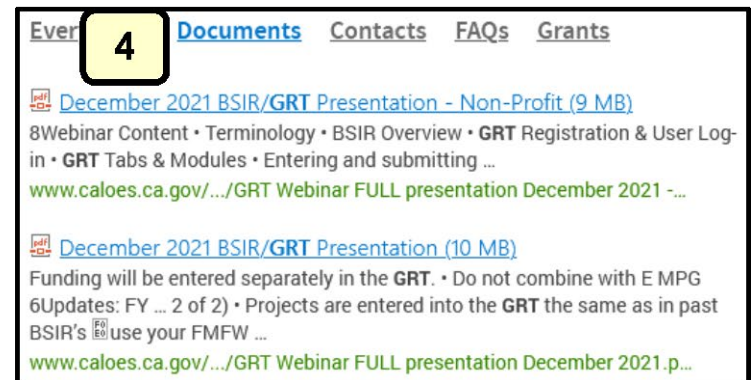 Ever 4 Documents Contacts FAQs Grants
December 2021 BSIR/GRT Presentation - Non-Profit (9 MB)
8Webinar Content • Terminology • BSIR Overview • GRT Registration & User Log-
in • GRT Tabs & Modules • Entering and submitting ...
www.caloes.ca.gov/.../GRT Webinar FULL presentation December 2021 -...
December 2021 BSIR/GRT Presentation (10 MB)
Funding will be entered separately in the GRT. • Do not combine with E MPG
6Updates: FY ... 2 of 2) • Projects are entered into the GRT the same as in past
BSIR's use your FMFW ...
www.caloes.ca.gov/.../GRT Webinar FULL presentation December 2021.p...